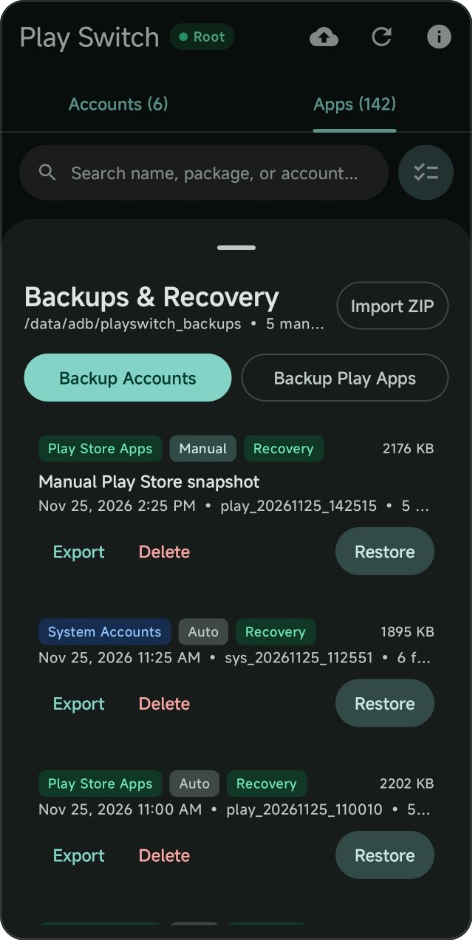 Play Switch Root
Accounts (6) Apps (142)
Search name, package, or account...
Backups & Recovery
/data/adb/playswitch_backups • 5 man...
Import ZIP
Backup Accounts Backup Play Apps
Play Store Apps Manual Recovery 2176 KB
Manual Play Store snapshot
Nov 25, 2026 2:25 PM • play_20261125_142515 • 5 ...
Export Delete Restore
System Accounts Auto Recovery 1895 KB
Nov 25, 2026 11:25 AM • sys_20261125_112551 • 6 f...
Export Delete Restore
Play Store Apps Auto Recovery 2202 KB
Nov 25, 2026 11:00 AM • play_20261125_110010 • 5...
Export Delete Restore